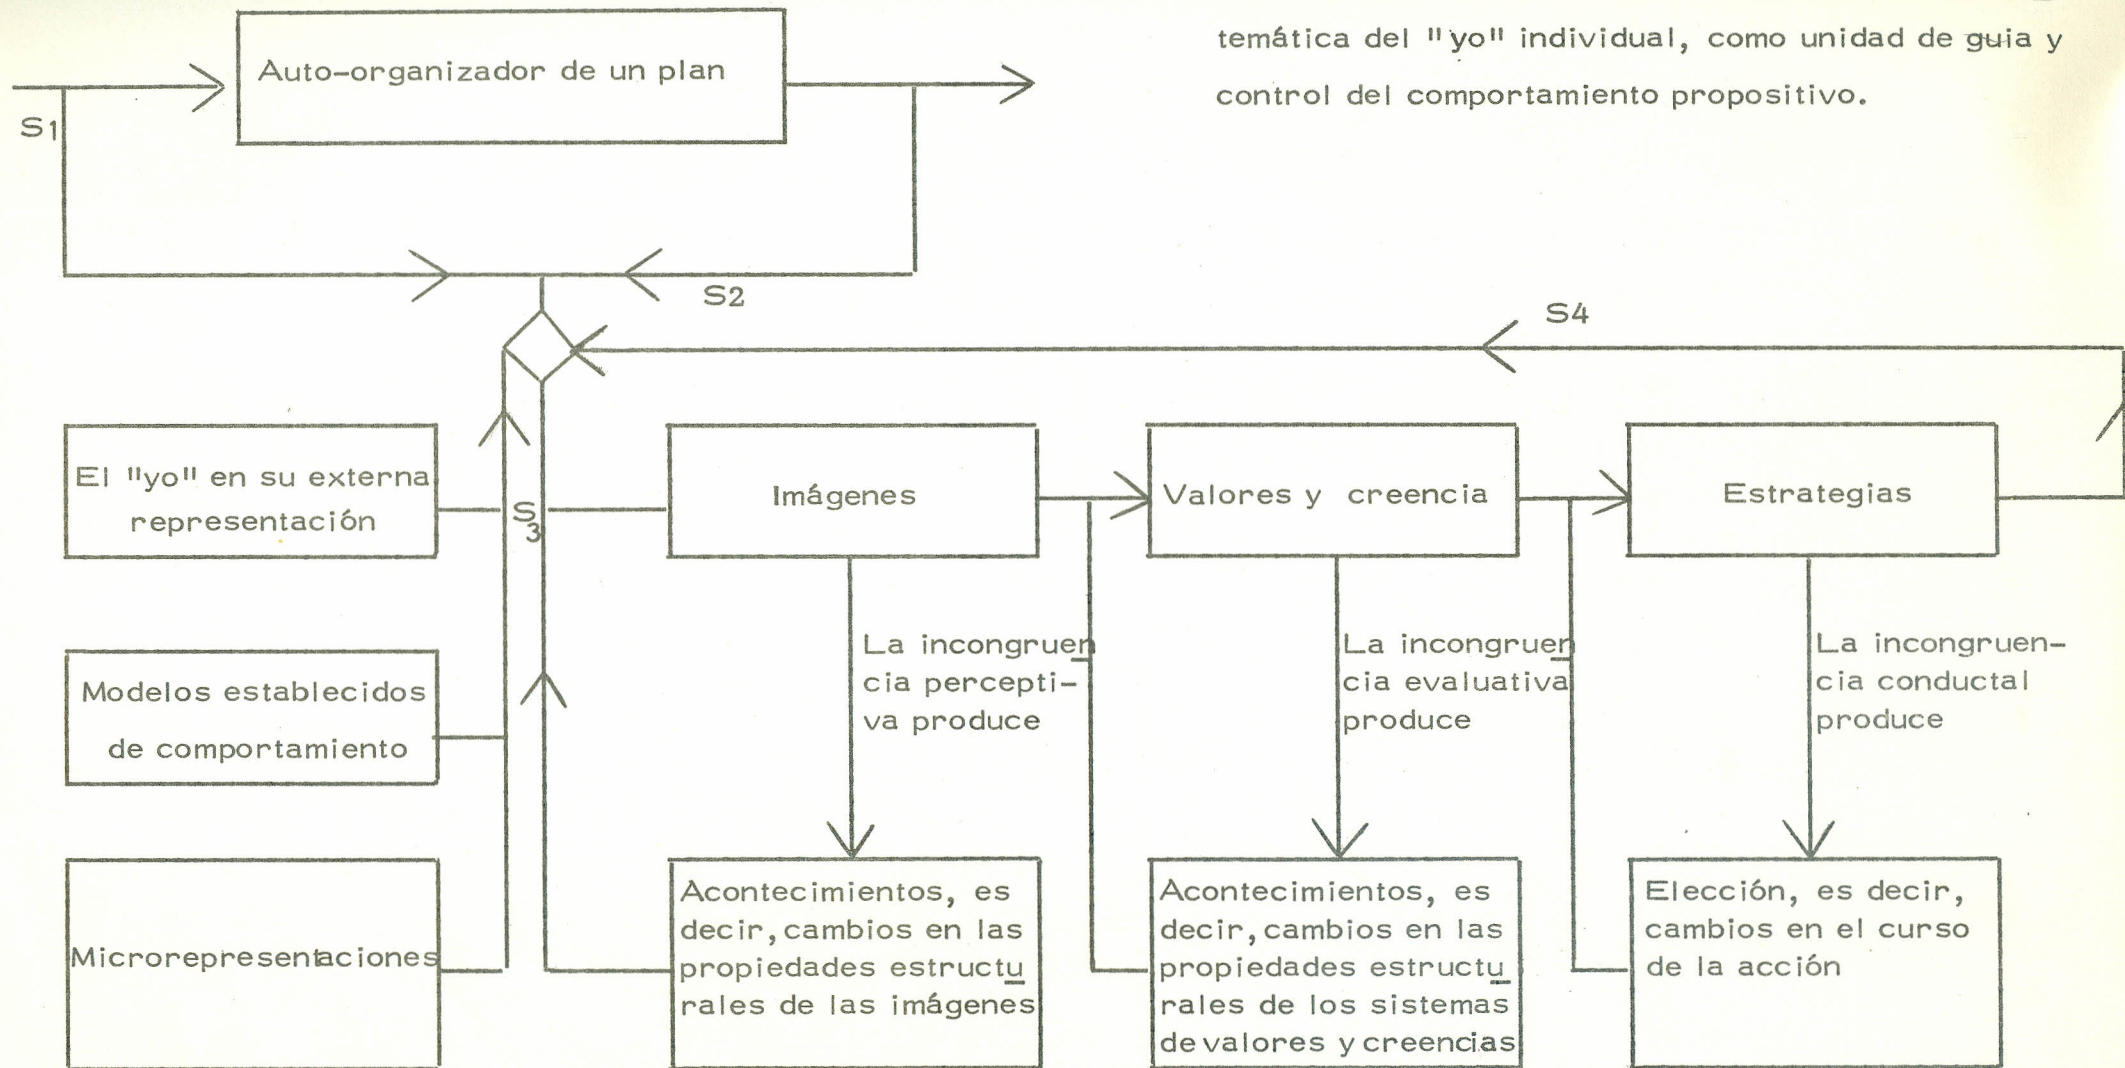 temática del "yo" individual, como unidad de guia y
control del comportamiento propositivo.
Auto-organizador de un plan
S1
S2
S4
El "yo" en su externa
representación
S
3
Imágenes
Valores y creencia
Estrategias
La incongruen
cia percepti-
va produce
La incongruen
cia evaluativa
produce
La incongruen-
cia conductal
produce
Modelos establecidos
de comportamiento
Microrepresentaciones
Acontecimientos, es
decir, cambios en las
propiedades estructu
rales de las imágenes
Acontecimientos, es
decir, cambios en las
propiedades estructu
rales de los sistemas
de valores y creencias
Elección, es decir,
cambios en el curso
de la acción